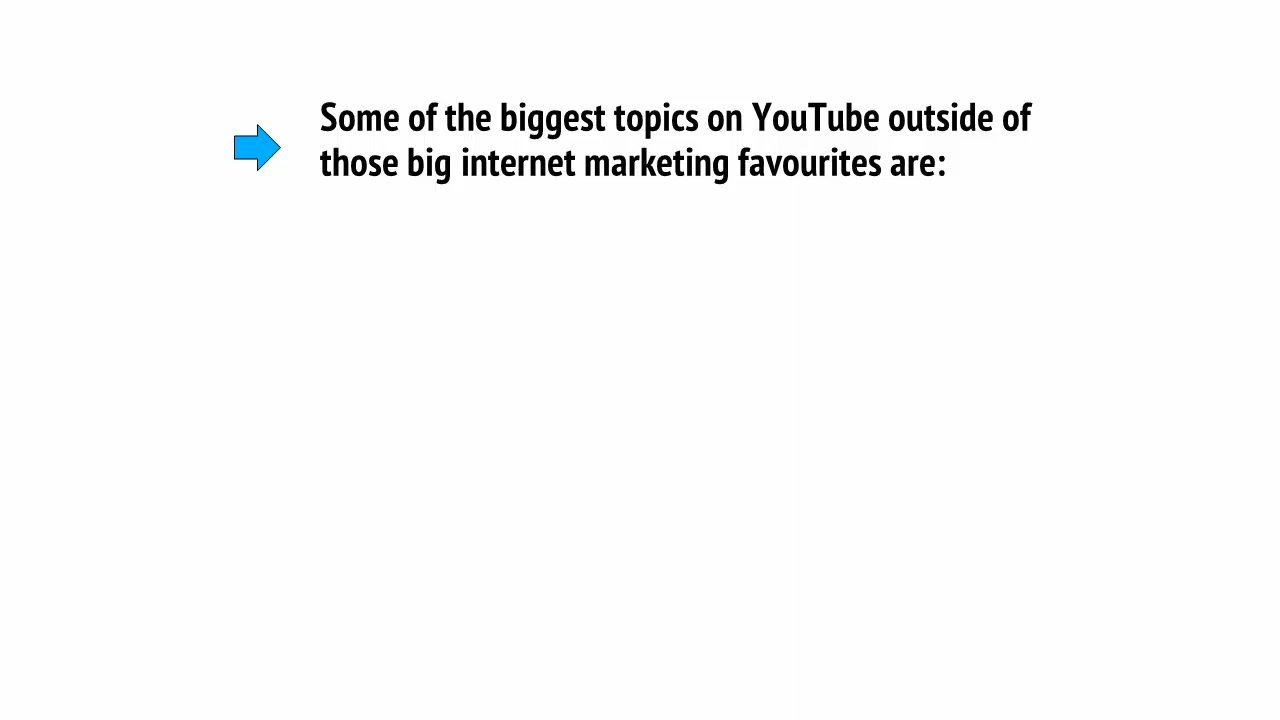 Some of the biggest topics on YouTube outside of
those big internet marketing favourites are: